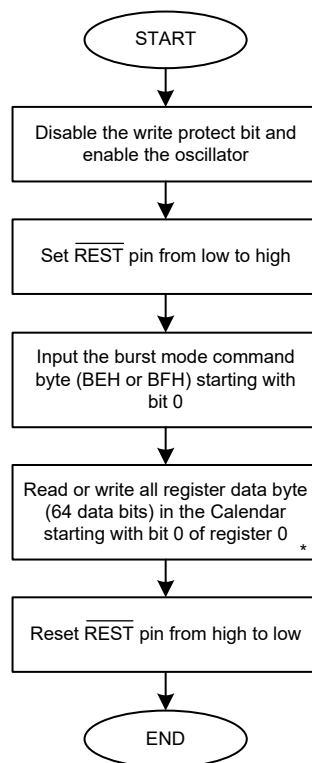 START
Disable the write protect bit and
enable the oscillator
Set REST pin from low to high
Input the burst mode command
byte (BEH or BFH) starting with
bit 0
Read or write all register data byte
(64 data bits) in the Calendar
starting with bit 0 of register 0
*
Reset REST pin from high to low
END